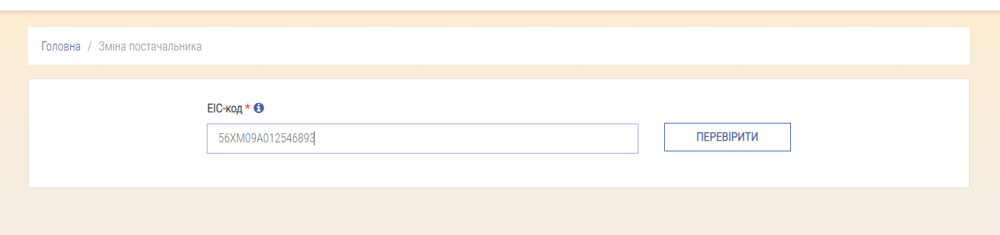 Головна / Зміна постачальника
EIC-код *
56XM09A012546893
ПЕРЕВІРИТИ